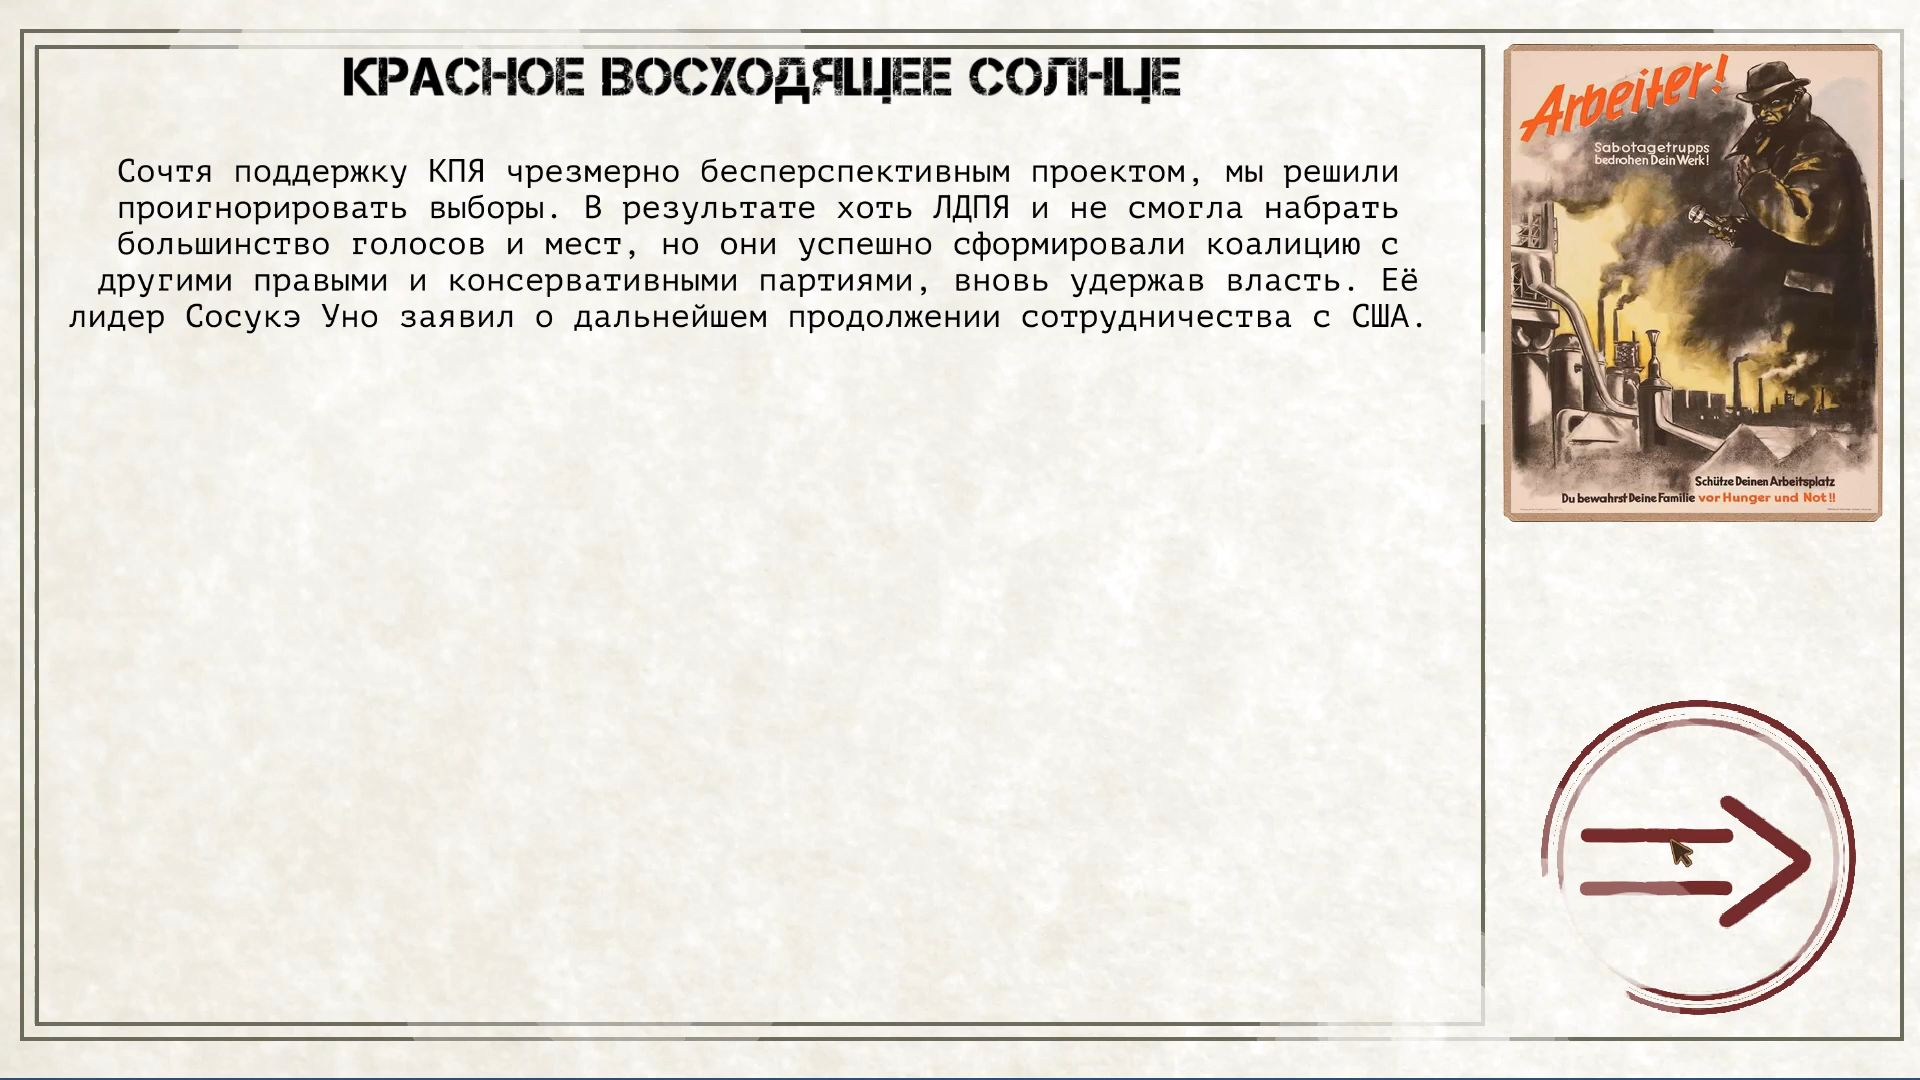 КРАСНОЕ ВОСХОДЯЩЕЕ СОЛНЦЕ
Сочтя поддержку КПЯ чрезмерно бесперспективным проектом, мы решили
проигнорировать выборы. В результате хоть ЛДПЯ и не смогла набрать
большинство голосов и мест, но они успешно сформировали коалицию с
другими правыми и консервативными партиями, вновь удержав власть. Её
лидер Сосукэ Уно заявил о дальнейшем продолжении сотрудничества с США.
Arbeiter!
Sabotagetrupps
bedrohen Dein Werk!
Schütze Deinen Arbeitsplatz
Du bewahrst Deine Familie vor Hunger und Not!!